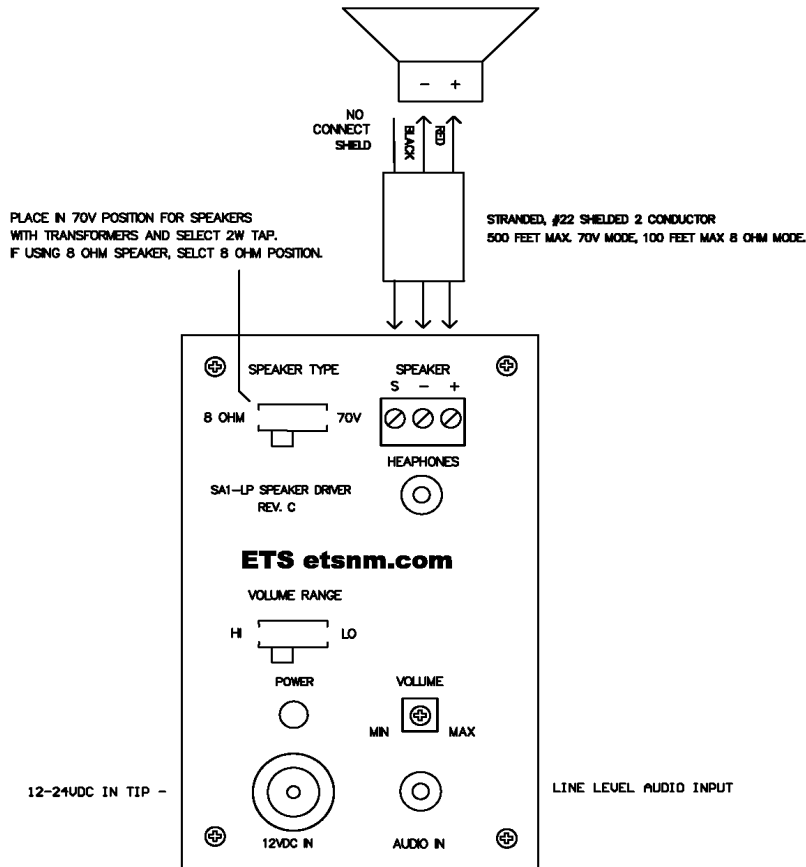 - +
NO
CONNECT
SHIELD
BLACK
RED
PLACE IN 70V POSITION FOR SPEAKERS
WITH TRANSFORMERS AND SELECT 2W TAP.
IF USING 8 OHM SPEAKER, SELCT 8 OHM POSITION.
STRANDED, #22 SHIELDED 2 CONDUCTOR
500 FEET MAX. 70V MODE, 100 FEET MAX 8 OHM MODE.
SPEAKER TYPE
SPEAKER
S - +
8 OHM
70V
HEAPHONES
SA1-LP SPEAKER DRIVER
REV. C
ETS etsnm.com
VOLUME RANGE
HI
LO
POWER
VOLUME
MIN
MAX
12-24VDC IN TIP -
LINE LEVEL AUDIO INPUT
12VDC IN
AUDIO IN